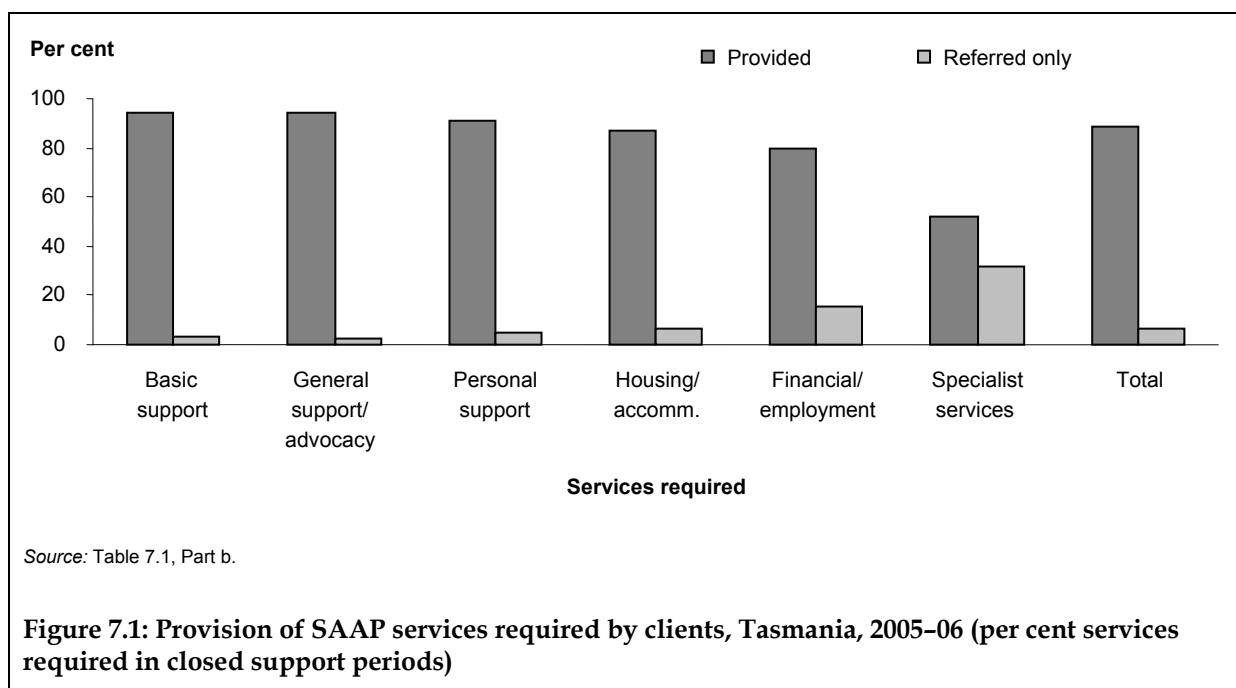 Per cent
Provided
Referred only
100
80
60
40
20
0
Basic
support
General
support/
advocacy
Personal
support
Housing/
accomm.
Financial/
employment
Specialist
services
Total
Services required
Source: Table 7.1, Part b.
Figure 7.1: Provision of SAAP services required by clients, Tasmania, 2005–06 (per cent services
required in closed support periods)